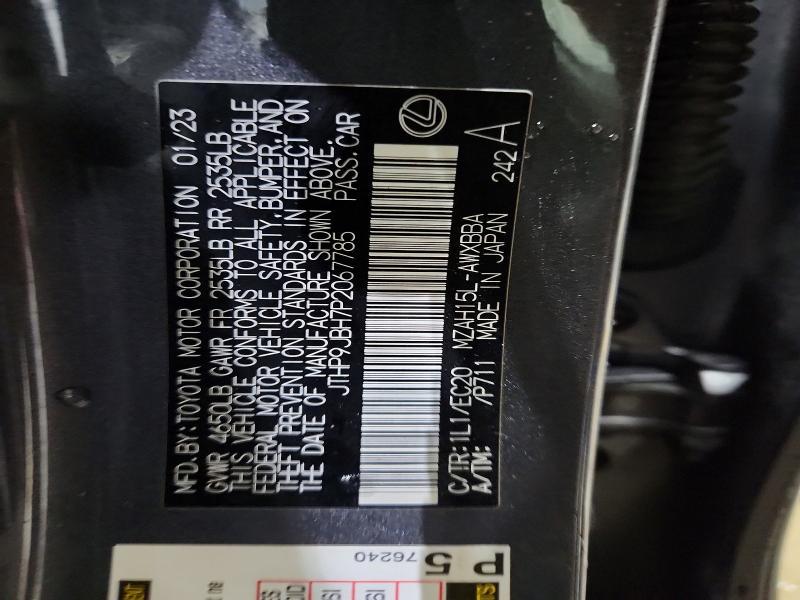 MFD.BY:TOYOTA MOTOR CORPORATION 01/23
GVWR 4650LB GAWR FR 2535LB RR 2535LB
THIS VEHICLE CONFORMS TO ALL APPLICABLE
FEDERAL MOTOR VEHICLE SAFETY,BUMPER,AND
THEFT PREVENTION STANDARDS IN EFFECT ON
THE DATE OF MANUFACTURE SHOWN ABOVE.
JTHP9JBH7P2067785 PASS.CAR
C/TR:1L1/EC20 MZAH15L-AWXBBA
A/TM: /P711 MADE IN JAPAN 242 A
P 5
76240